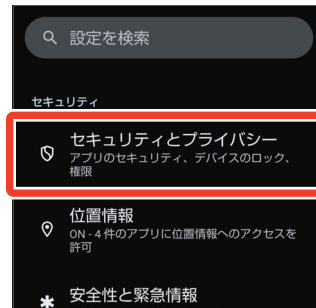 設定を検索
セキュリティ
セキュリティとプライバシー
アプリのセキュリティ、デバイスのロック、
権限
位置情報
ON - 4 件のアプリに位置情報へのアクセスを
許可
安全性と緊急情報